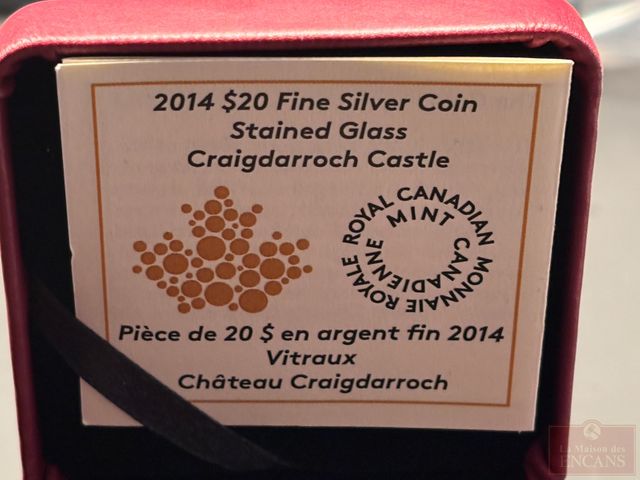 2014 $20 Fine Silver Coin
Stained Glass
Craigdarroch Castle
ROYAL CANADIAN MINT
MONNAIE ROYALE CANADIENNE
Pièce de 20 $ en argent fin 2014
Vitraux
Château Craigdarroch
La Maison des
ENCANS